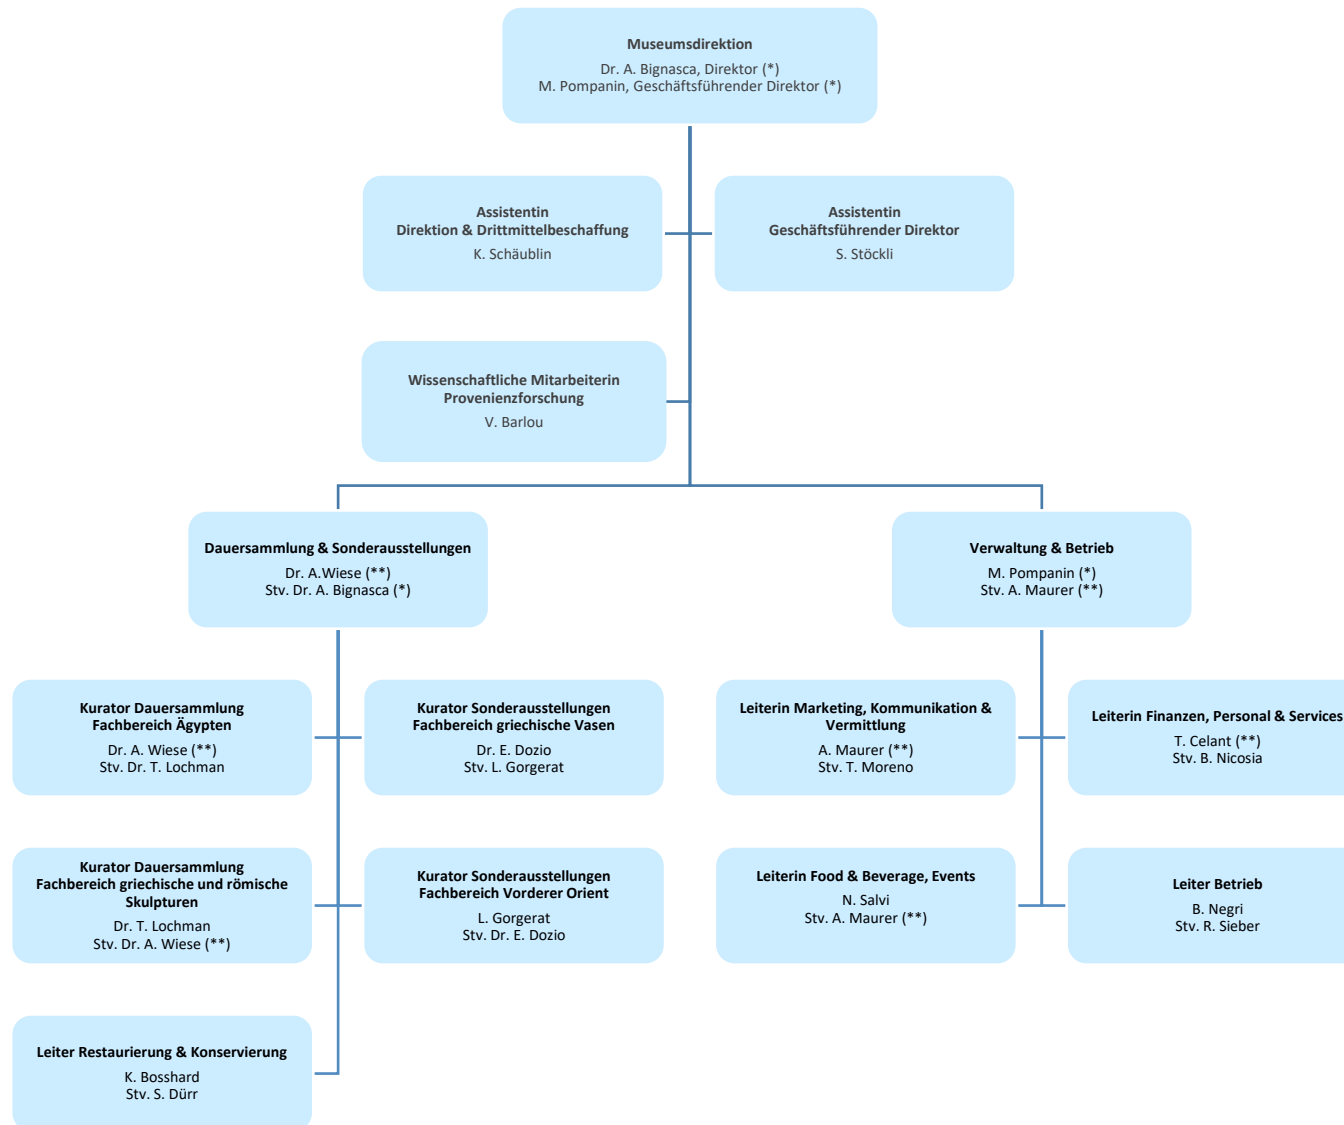 Museumsdirektion
Dr. A. Bignasca, Direktor (*)
M. Pompanin, Geschäftsführender Direktor (*)
Assistentin
Direktion & Drittmittelbeschaffung
K. Schäublin
Assistentin
Geschäftsführender Direktor
S. Stöckli
Wissenschaftliche Mitarbeiterin
Provenienzforschung
V. Barlou
Dauersammlung & Sonderausstellungen
Dr. A.Wiese (**)
Stv. Dr. A. Bignasca (*)
Verwaltung & Betrieb
M. Pompanin (*)
Stv. A. Maurer (**)
Kurator Dauersammlung
Fachbereich Ägypten
Dr. A. Wiese (**)
Stv. Dr. T. Lochman
Kurator Sonderausstellungen
Fachbereich griechische Vasen
Dr. E. Dozio
Stv. L. Gorgerat
Leiterin Marketing, Kommunikation &
Vermittlung
A. Maurer (**)
Stv. T. Moreno
Leiterin Finanzen, Personal & Services
T. Celant (**)
Stv. B. Nicosia
Kurator Dauersammlung
Fachbereich griechische und römische
Skulpturen
Dr. T. Lochman
Stv. Dr. A. Wiese (**)
Kurator Sonderausstellungen
Fachbereich Vorderer Orient
L. Gorgerat
Stv. Dr. E. Dozio
Leiterin Food & Beverage, Events
N. Salvi
Stv. A. Maurer (**)
Leiter Betrieb
B. Negri
Stv. R. Sieber
Leiter Restaurierung & Konservierung
K. Bosshard
Stv. S. Dürr